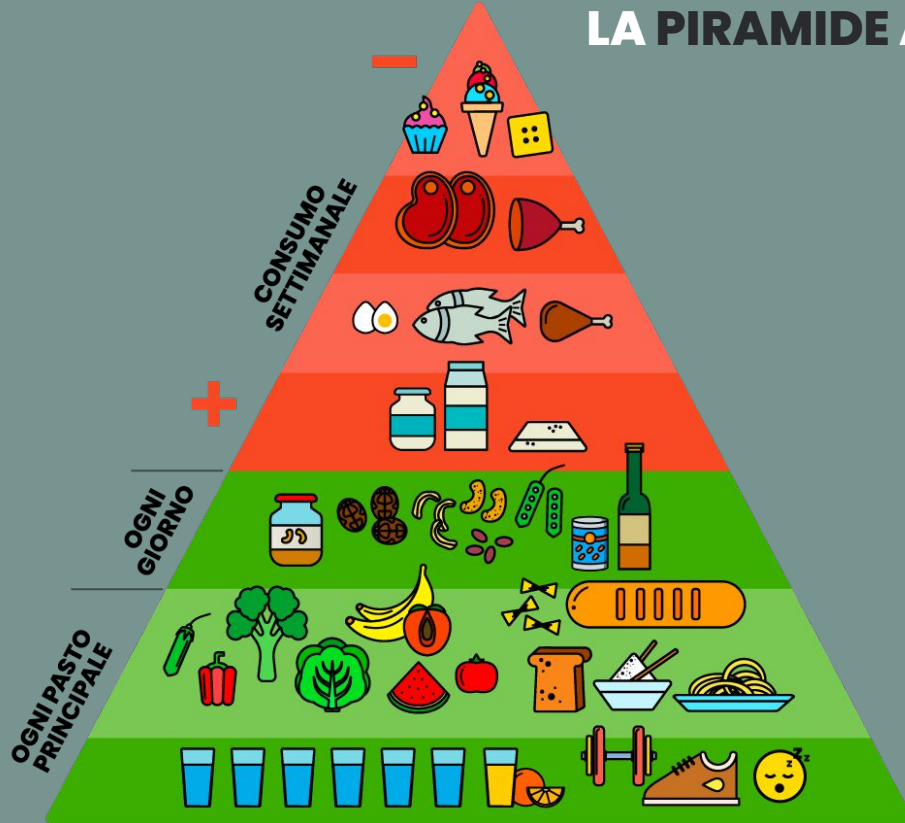 LA PIRAMIDE A
CONSUMO
SETTIMANALE
OGNI
GIORNO
OGNI PASTO
PRINCIPALE